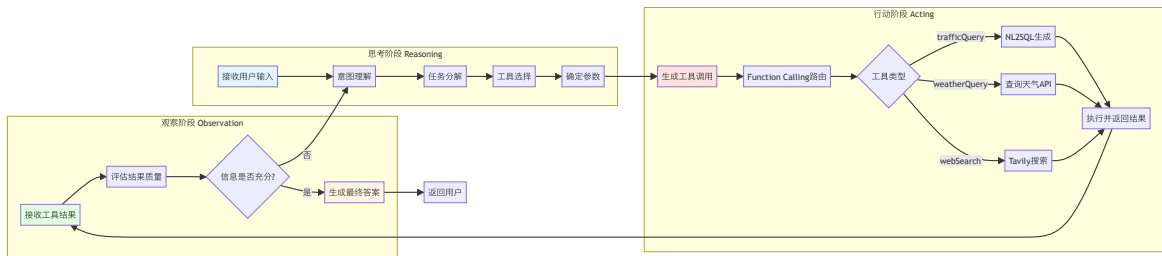 思考阶段 Reasoning
接收用户输入
意图理解
任务分解
工具选择
确定参数
行动阶段 Acting
生成工具调用
Function Calling路由
工具类型
trafficQuery
weatherQuery
webSearch
NL2SQL生成
查询天气API
Tavily搜索
执行并返回结果
观察阶段 Observation
接收工具结果
评估结果质量
信息是否充分?
否
是
生成最终答案
返回用户